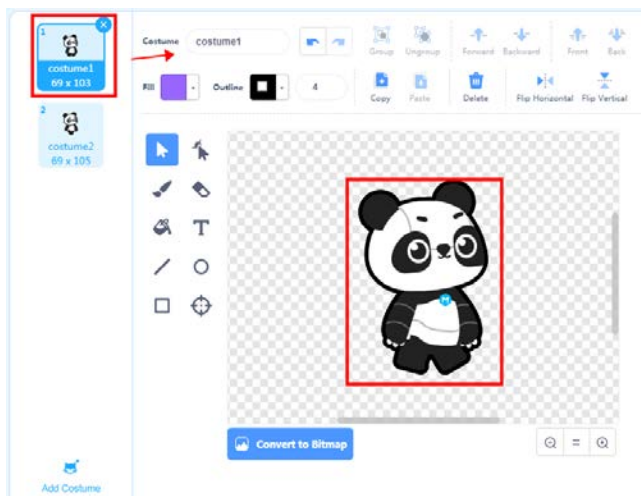 1
costume1
69 x 103
2
costume2
69 x 105
Add Costume
Costume costume1
Group Ungroup Forward Backward Front Back
Fill Outline 4
Copy Paste Delete Flip Horizontal Flip Vertical
T
Convert to Bitmap
=